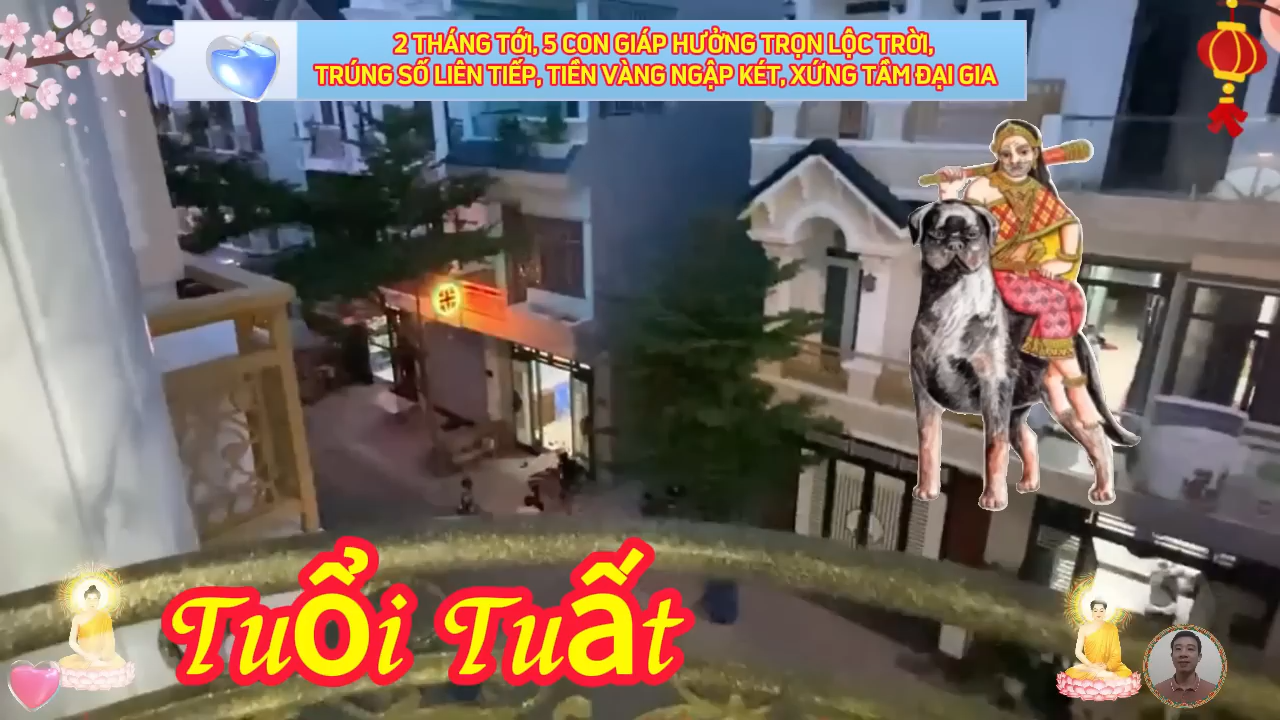 2 THÁNG TỚI, 5 CON GIÁP HƯỞNG TRỌN LỘC TRỜI,
TRÚNG SỐ LIÊN TIẾP, TIỀN VÀNG NGẬP KÉT, XỨNG TẦM ĐẠI GIA
Tuổi Tuất